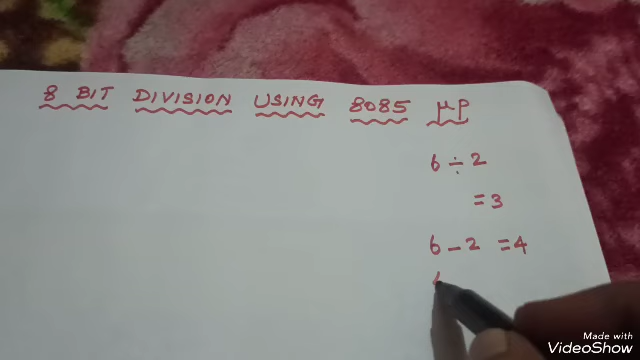 8 BIT DIVISION USING 8085 μP
6 ÷ 2
= 3
6 - 2 = 4
Made with
VideoShow